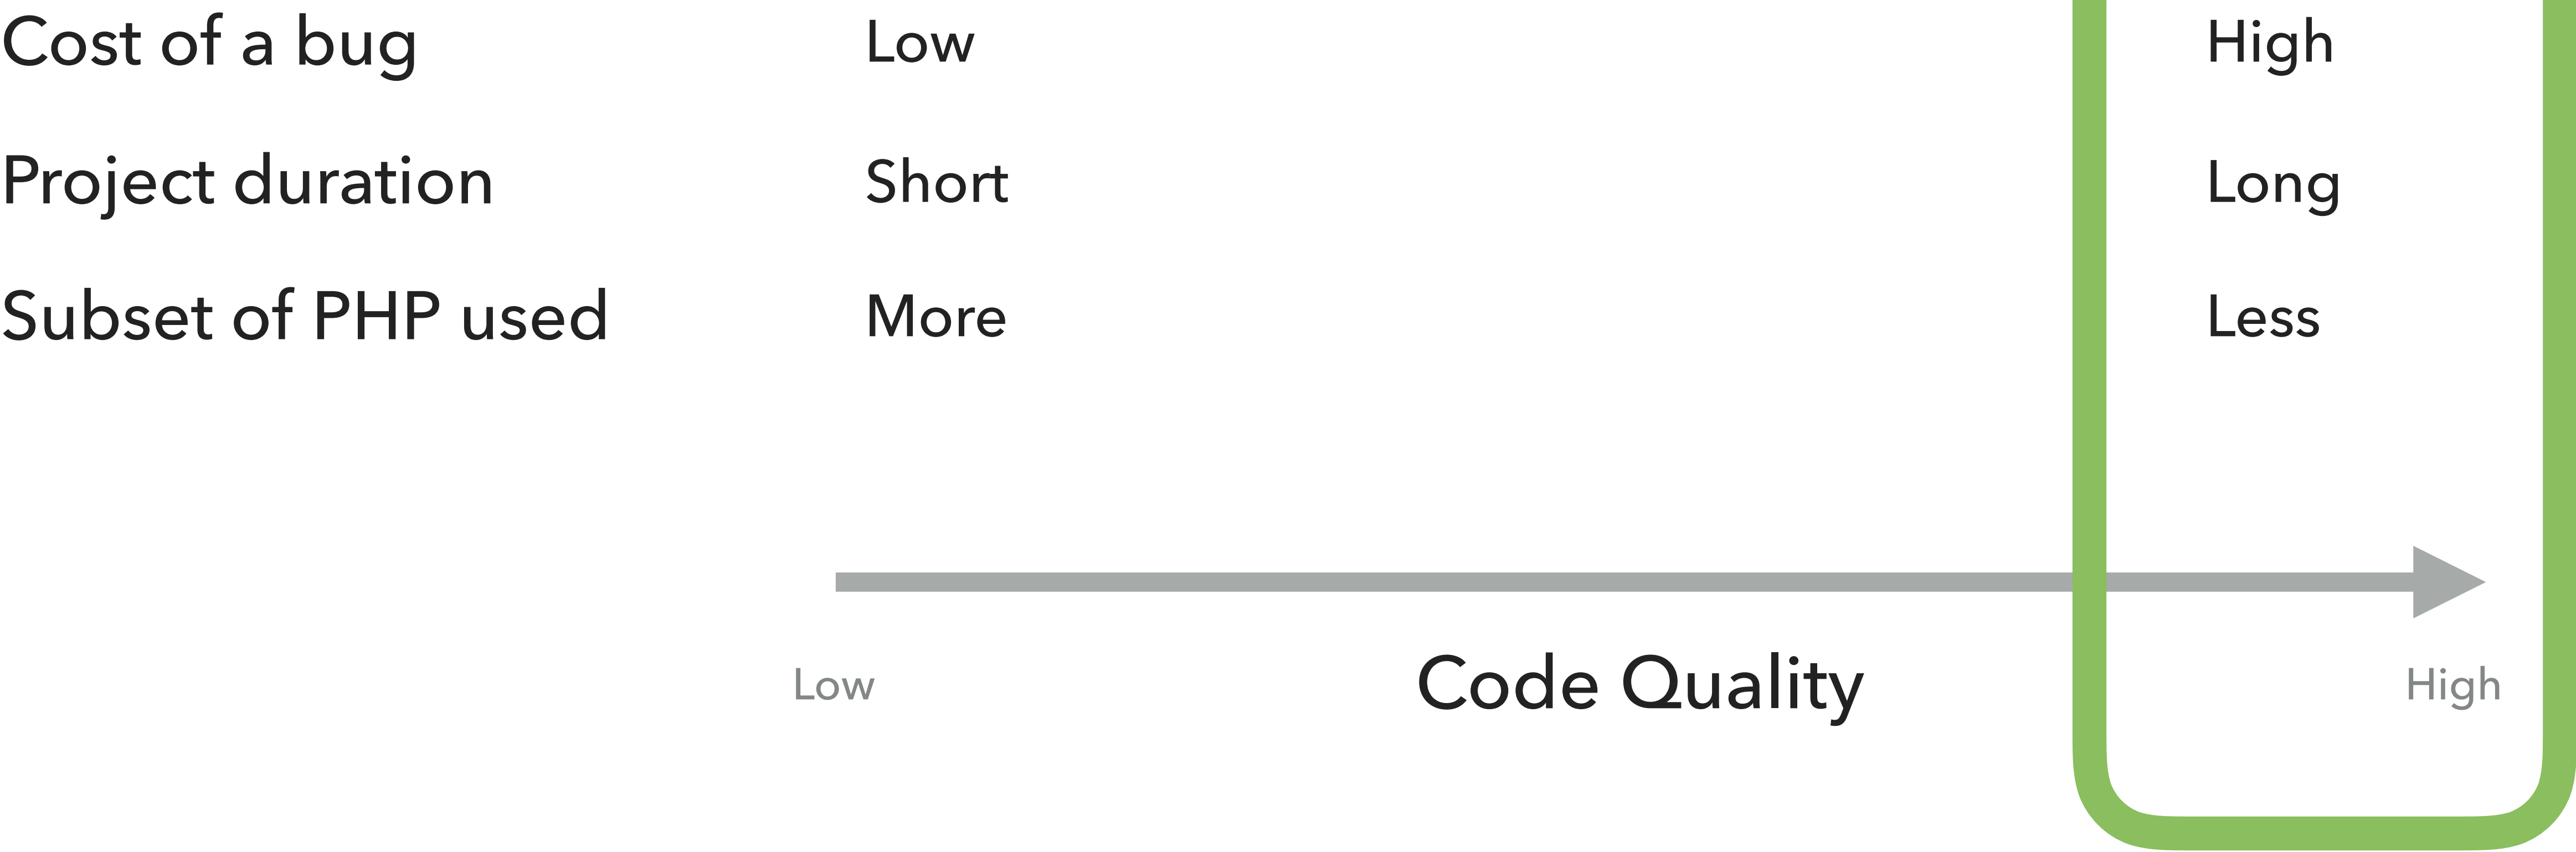 Cost of a bug Low High
Project duration Short Long
Subset of PHP used More Less
Low Code Quality High